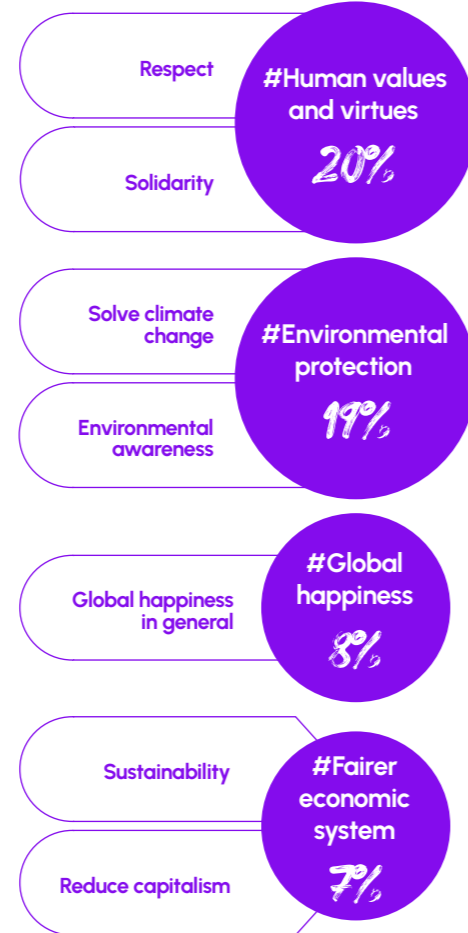 Respect
#Human values
and virtues
20%
Solidarity
Solve climate
change
#Environmental
protection
19%
Environmental
awareness
#Global
happiness
8%
Global happiness
in general
Sustainability
#Fairer
economic
system
7%
Reduce capitalism